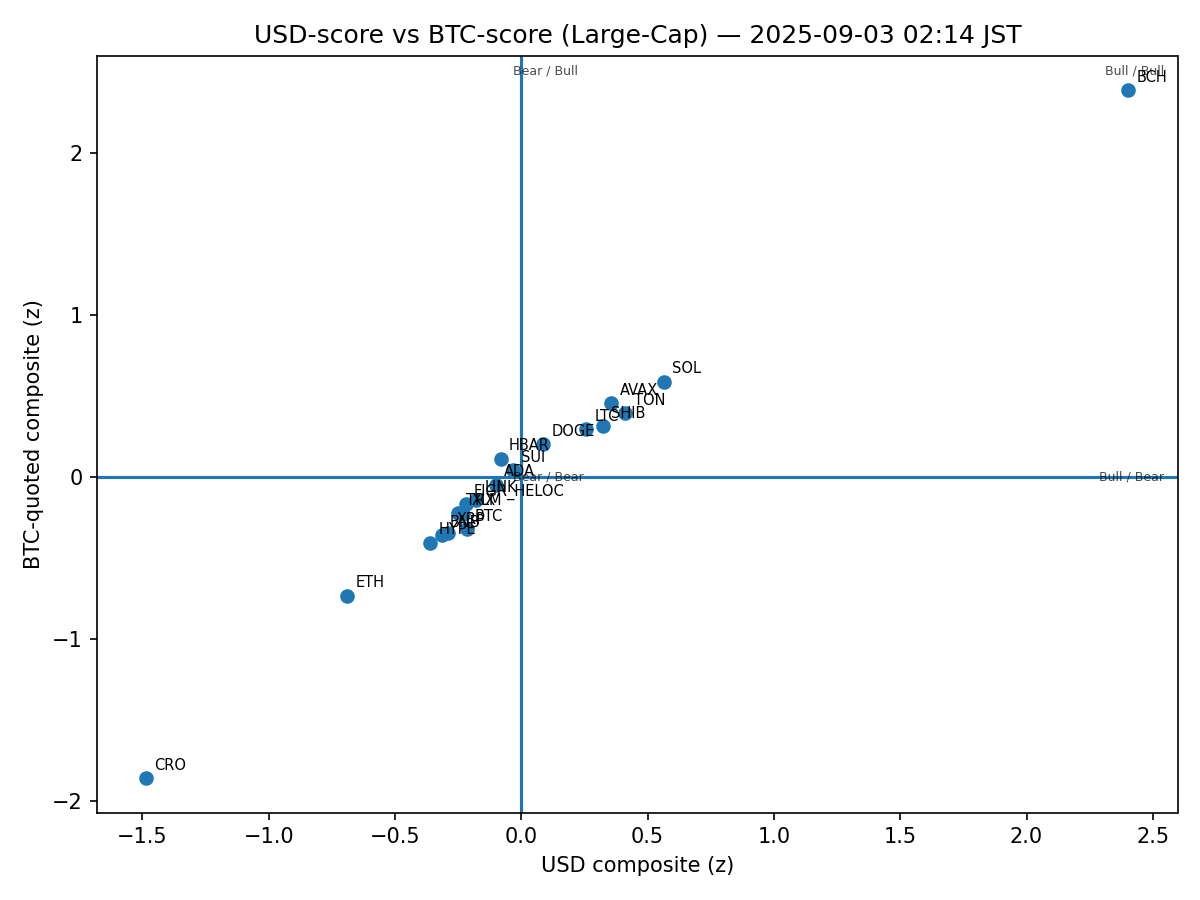 USD-score vs BTC-score (Large-Cap) — 2025-09-03 02:14 JST
Bear / Bull
Bull / Bull
BCH
SOL
AVAX
TON
LTC
SHIB
DOGE
HBAR
SUI
ADA
Bear / Bear
Bull / Bear
LINK
FIGR_HELOC
TRX
XLM
XRP
BTC
BNB
HYPE
ETH
CRO
2
1
0
−1
−2
−1.5
−1.0
−0.5
0.0
0.5
1.0
1.5
2.0
2.5
USD composite (z)
BTC-quoted composite (z)